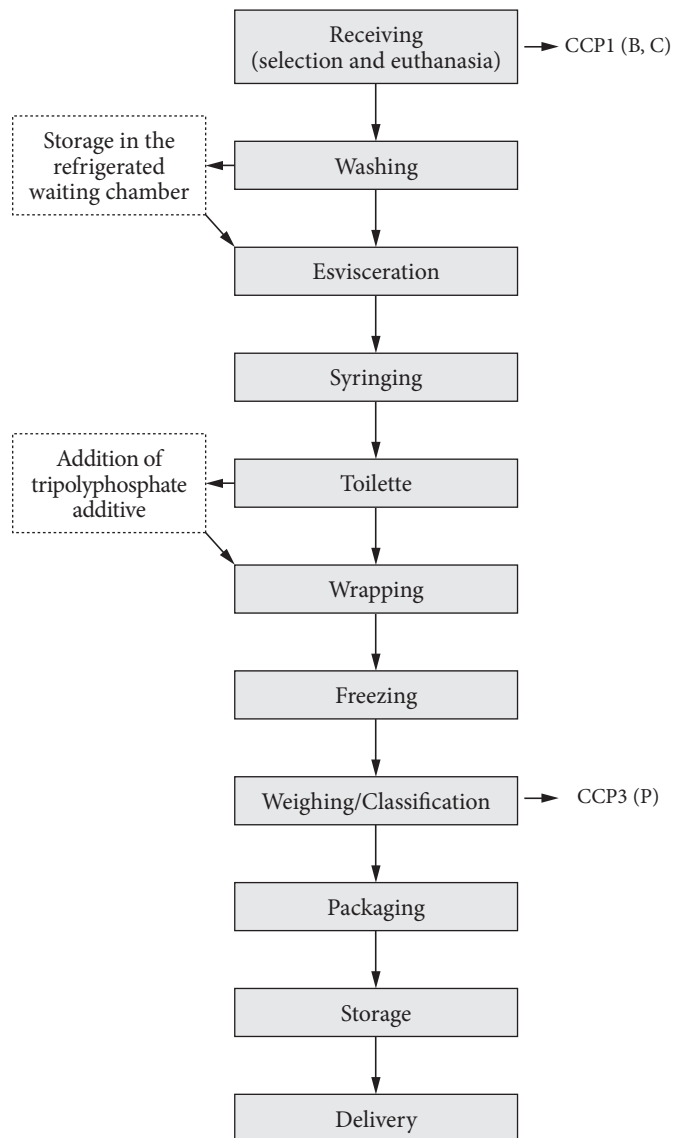 Receiving
(selection and euthanasia)
CCP1 (B, C)
Storage in the
refrigerated
waiting chamber
Washing
Esvisceration
Syringing
Addition of
tripolyphosphate
additive
Toilette
Wrapping
Freezing
Weighing/Classification
CCP3 (P)
Packaging
Storage
Delivery